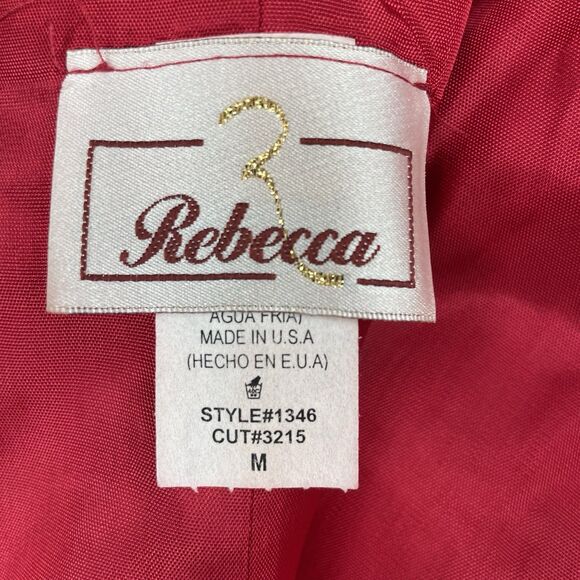 Rebecca
AGUA FRIA)
MADE IN U.S.A
(HECHO EN E.U.A)
STYLE#1346
CUT#3215
M